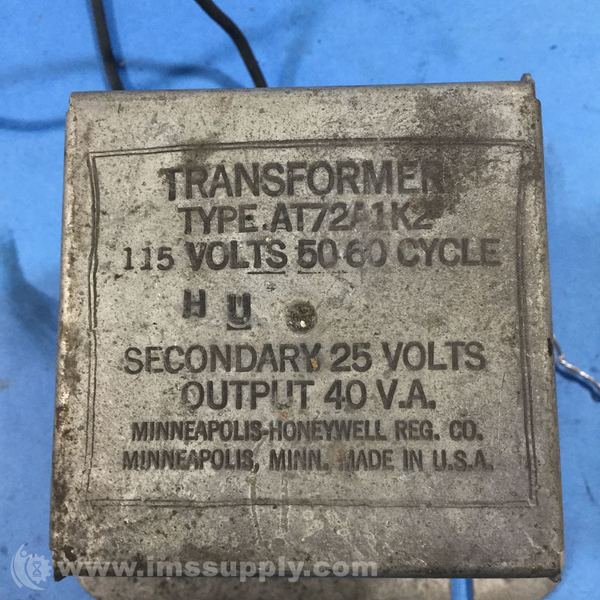 TRANSFORMER
TYPE.AT72A1K2
115 VOLTS 50-60 CYCLE
H U
SECONDARY 25 VOLTS
OUTPUT 40 V.A.
MINNEAPOLIS-HONEYWELL REG. CO.
MINNEAPOLIS, MINN. MADE IN U.S.A.
www.imssupply.com